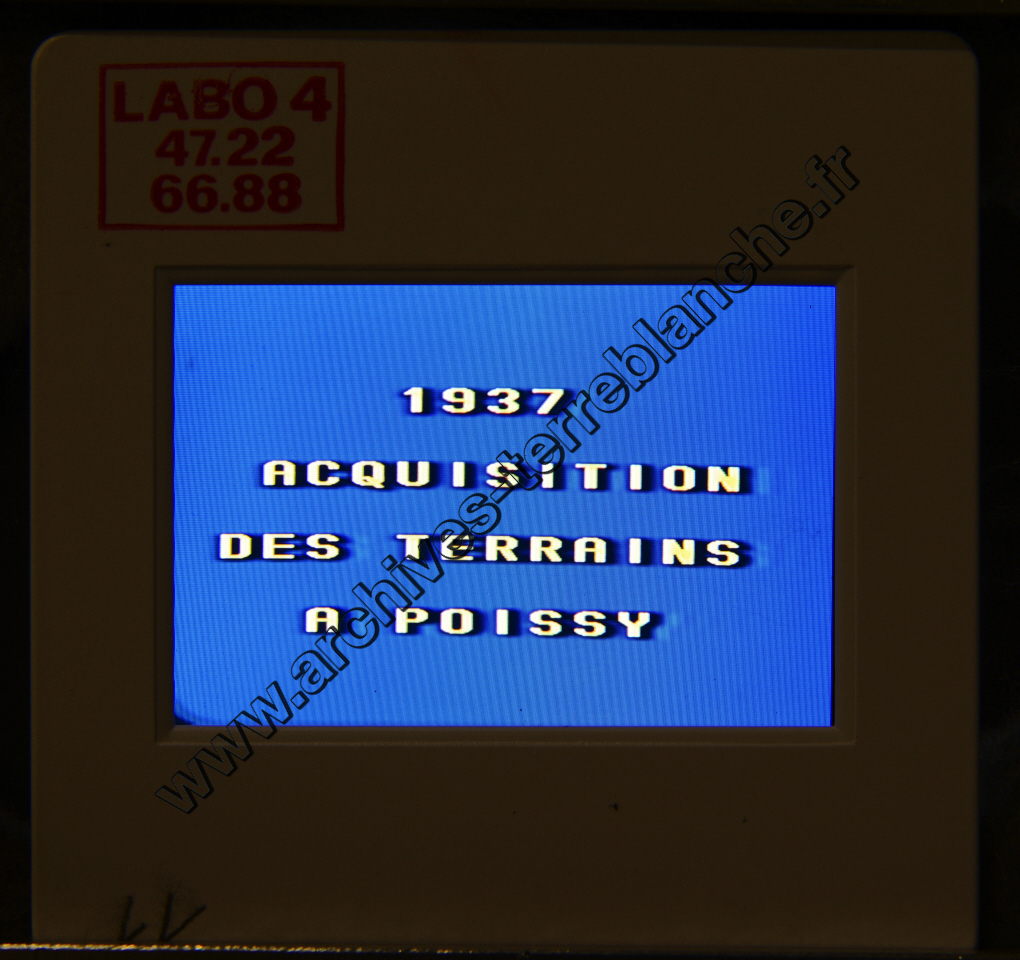 LABO 4
47.22
66.88
1937
ACQUISITION
DES TERRAINS
A POISSY
www.archives-terreblanche.fr